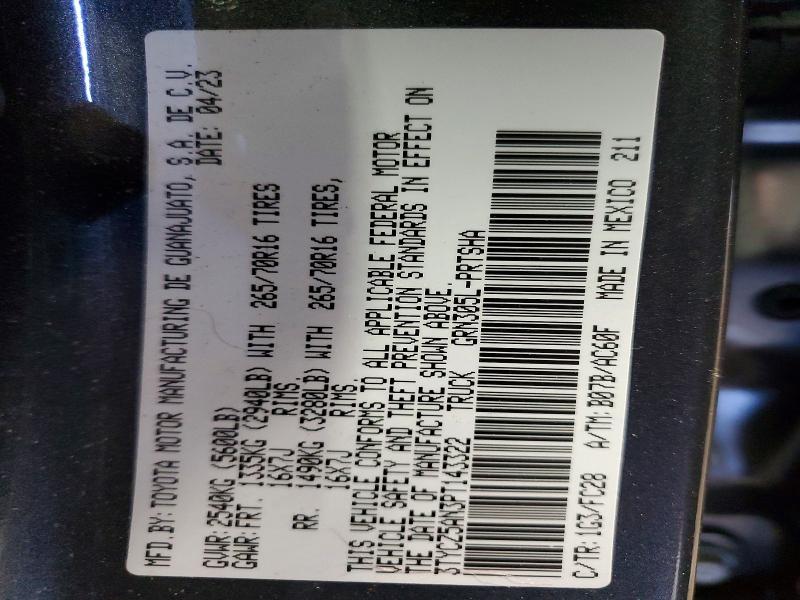 MFD.BY: TOYOTA MOTOR MANUFACTURING DE GUANAJUATO, S.A. DE C.V.
DATE: 04/23
GVWR: 2540KG (5600LB)
GAWR: FRT. 1335KG (2940LB) WITH 265/70R16 TIRES
16X7J RIMS.
RR. 1490KG (3280LB) WITH 265/70R16 TIRES,
16X7J RIMS.
THIS VEHICLE CONFORMS TO ALL APPLICABLE FEDERAL MOTOR
VEHICLE SAFETY AND THEFT PREVENTION STANDARDS IN EFFECT ON
THE DATE OF MANUFACTURE SHOWN ABOVE.
3TYCZ5AN3PT143322 TRUCK GRN305L-PRTSHA
C/TR: 1G3/FC28 A/TM: B07B/AC60F MADE IN MEXICO 211